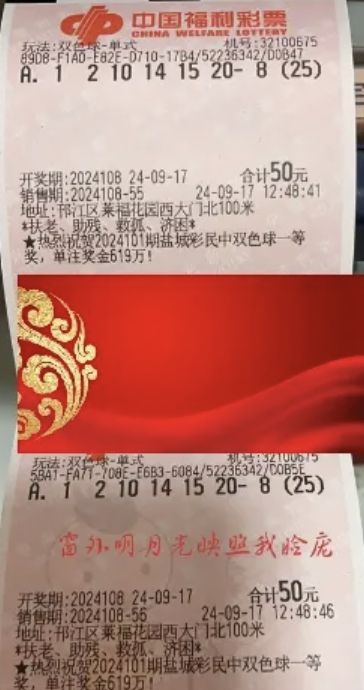 中国福利彩票
CHINA WELFARE LOTTERY
玩法:双色球-单式 机号:32100675
89D8-F1A0-E82E-D710-17B4/52236342/D0B47
A. 1 2 10 14 15 20- 8 (25)
开奖期:2024108 24-09-17 合计50元
销售期:2024108-55 24-09-17 12:48:41
地址:邗江区莱福花园西大门北100米
*扶老、助残、救孤、济困*
★热烈祝贺2024101期盐城彩民中双色球一等
奖，单注奖金619万!
玩法:双色球-单式 机号:32100675
5BA1-FA71-708E-E6B3-6084/52236342/D0B5E
A. 1 2 10 14 15 20- 8 (25)
窗外明月光映照我脸庞
开奖期:2024108 24-09-17 合计50元
销售期:2024108-56 24-09-17 12:48:46
地址:邗江区莱福花园西大门北100米
*扶老、助残、救孤、济困*
★热烈祝贺2024101期盐城彩民中双色球一等
奖，单注奖金619万!